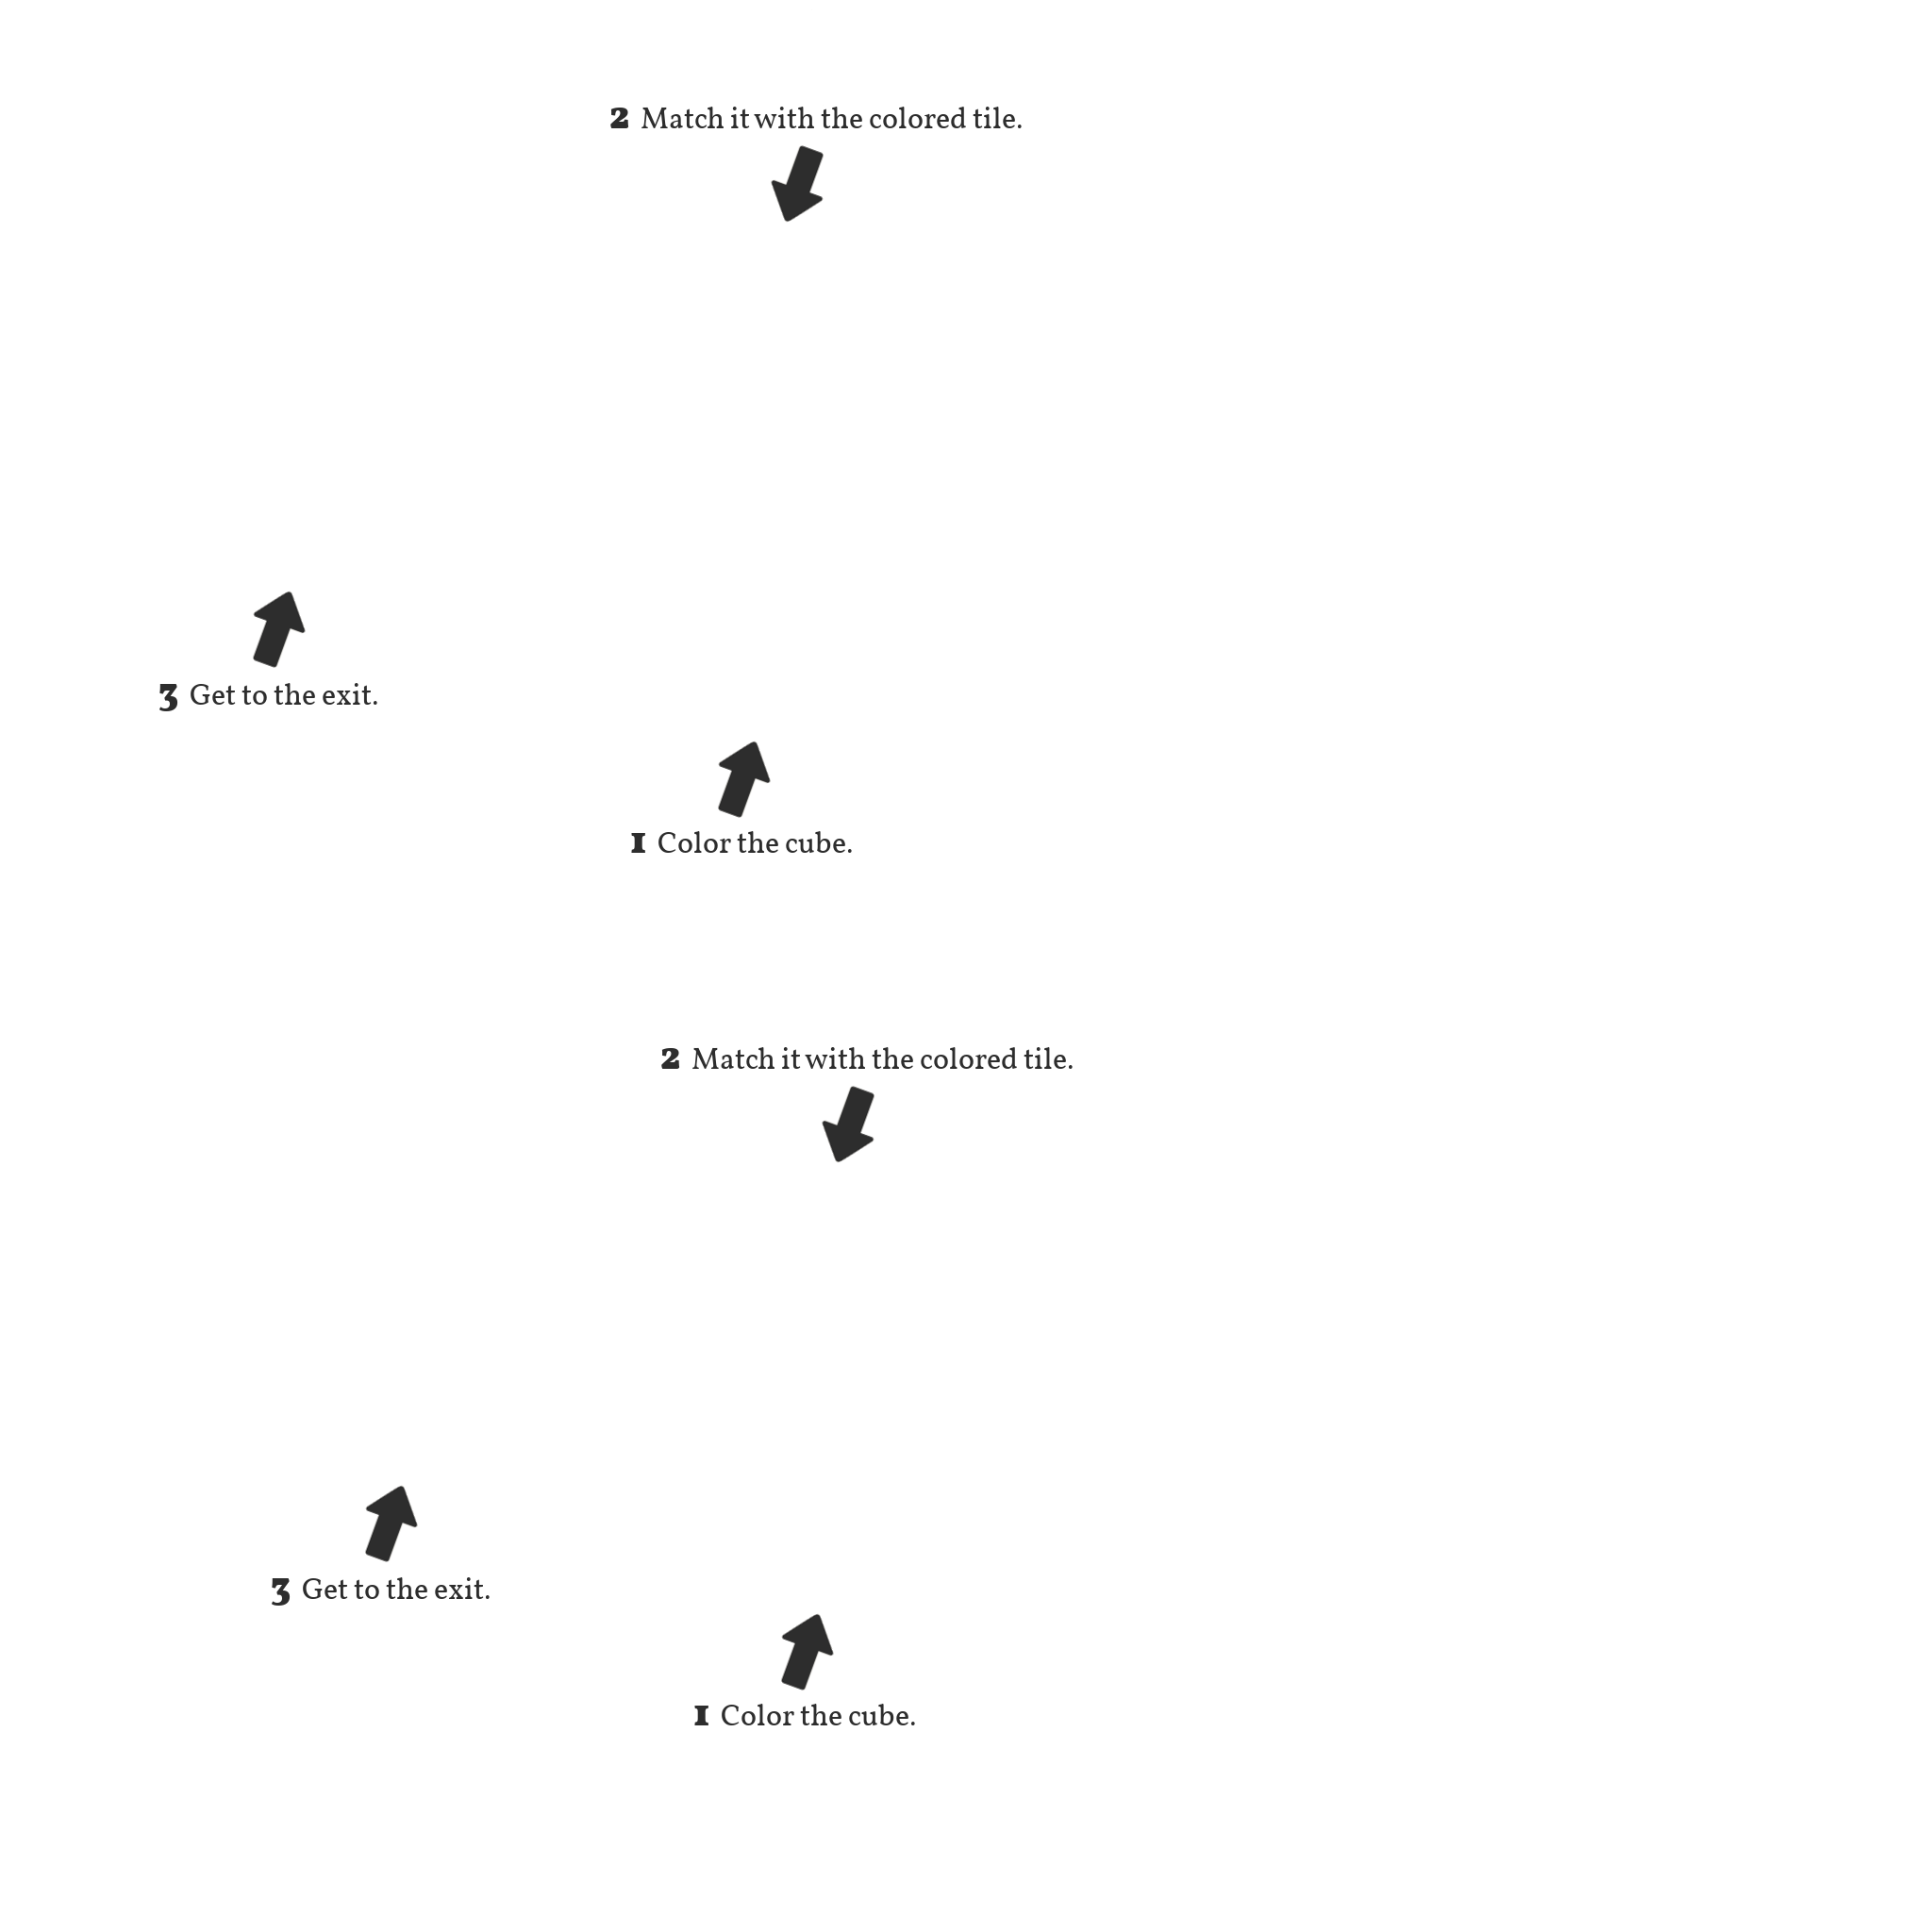 2 Match it with the colored tile.
3 Get to the exit.
1 Color the cube.
2 Match it with the colored tile.
3 Get to the exit.
1 Color the cube.